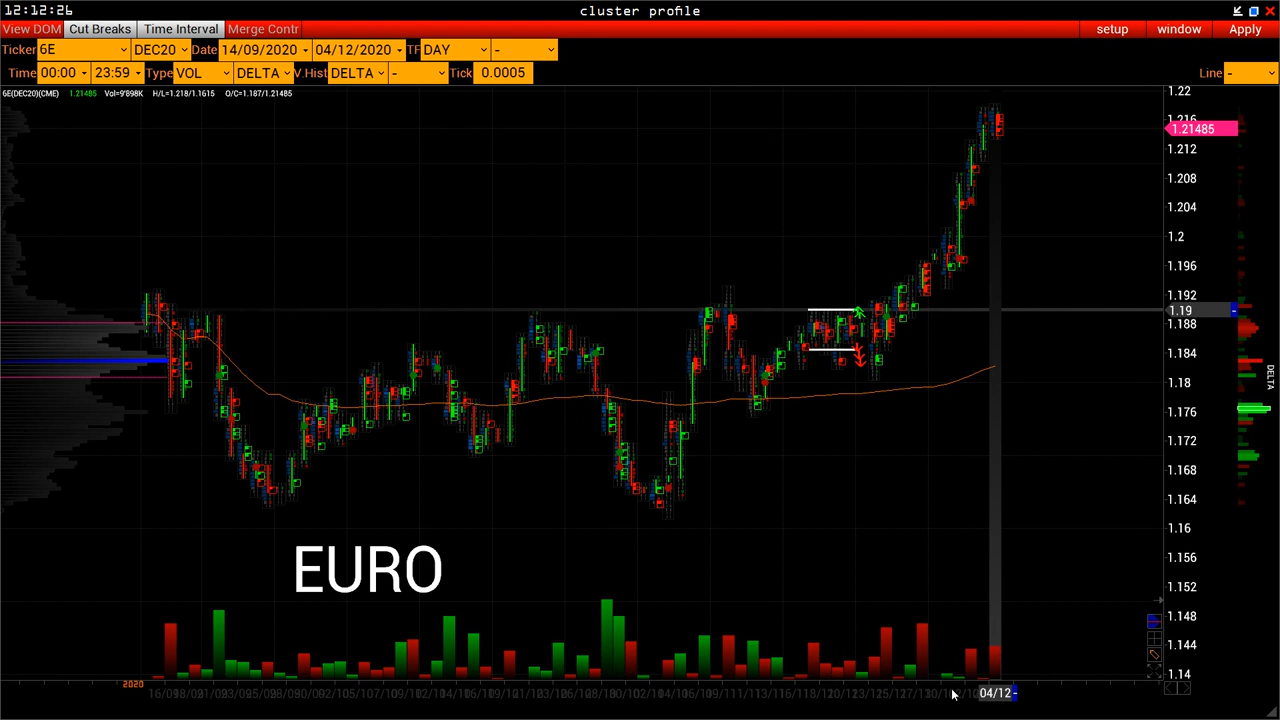 12:12:26
cluster profile
View DOM Cut Breaks Time Interval Merge Contr
setup window Apply
Ticker 6E DEC20 Date 14/09/2020 04/12/2020 TF DAY -
Time 00:00 23:59 Type VOL DELTA V.Hist DELTA - Tick 0.0005
Line -
6E(DEC20)(CME) 1.21485 Vol=9'898K H/L=1.218/1.1615 O/C=1.187/1.21485
1.22
1.216
1.21485
1.212
1.208
1.204
1.2
1.196
1.192
1.19 -
1.188
1.184
1.18
1.176
1.172
1.168
1.164
1.16
1.156
1.152
1.148
1.144
1.14
DELTA
EURO
2020
04/12 -